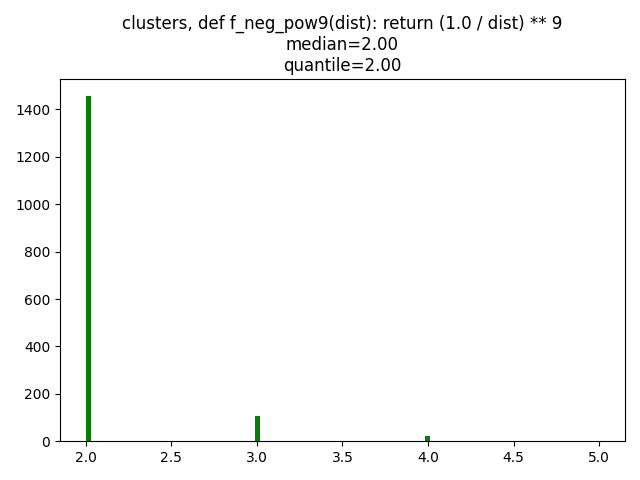 clusters, def f_neg_pow9(dist): return (1.0 / dist) ** 9
median=2.00
quantile=2.00
1400
1200
1000
800
600
400
200
0
2.0 2.5 3.0 3.5 4.0 4.5 5.0